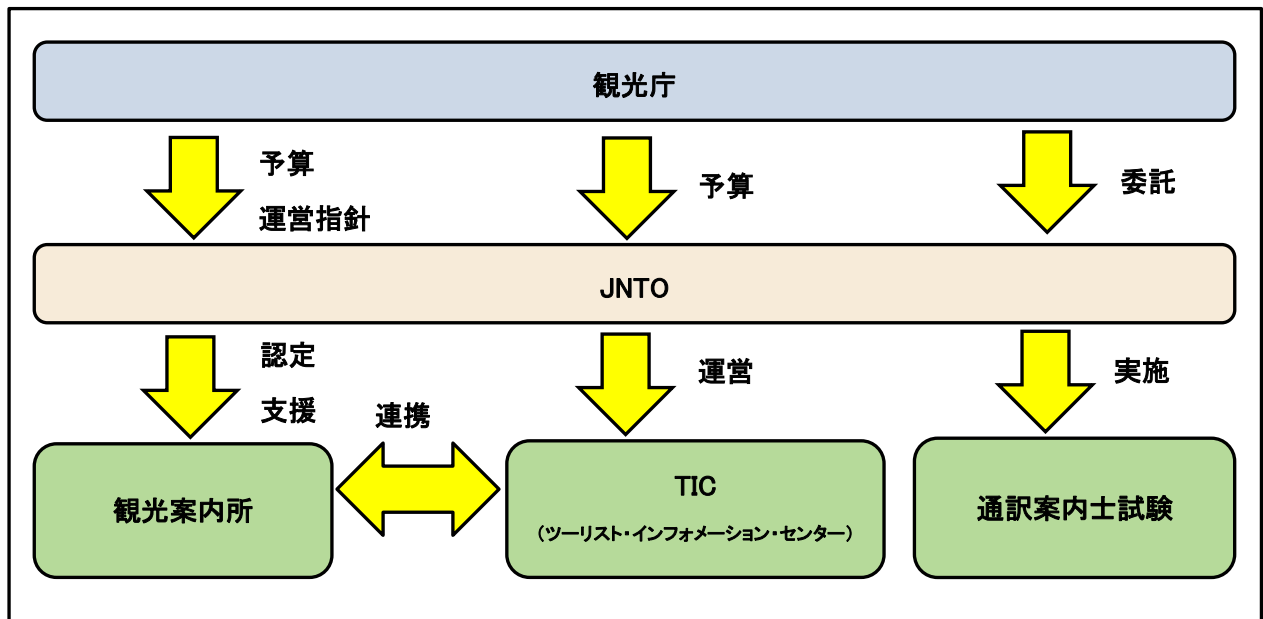 観光庁
予算
運営指針
予算
委託
JNTO
認定
支援
運営
実施
連携
観光案内所
TIC
(ツーリスト・インフォメーション・センター)
通訳案内士試験